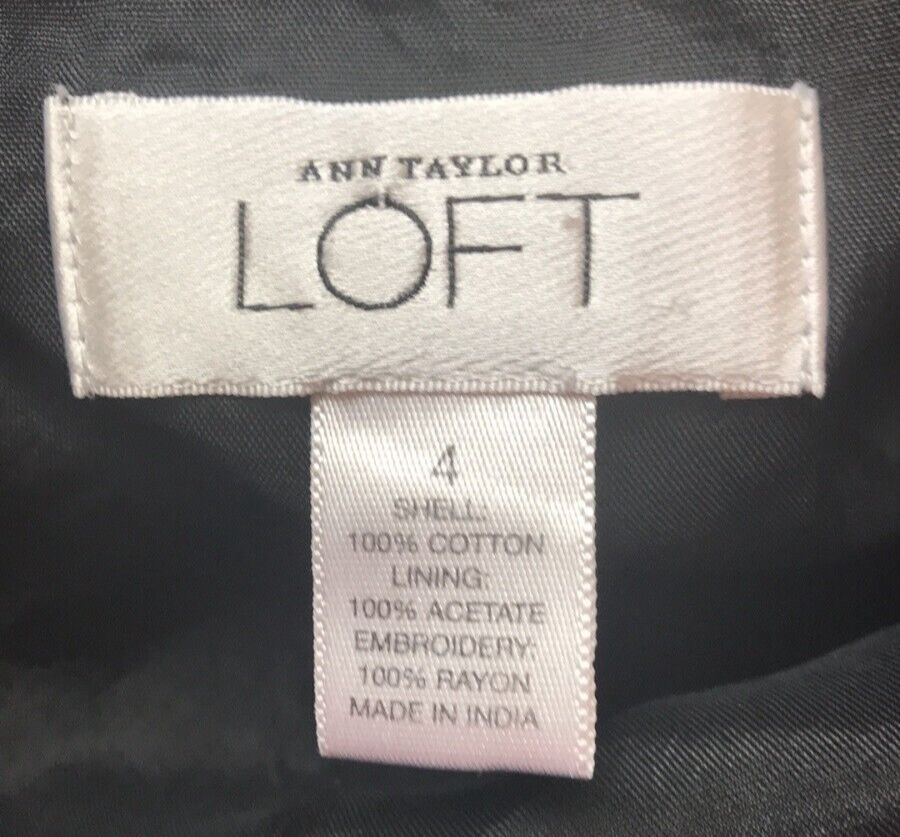 ANN TAYLOR
LOFT
4
SHELL:
100% COTTON
LINING:
100% ACETATE
EMBROIDERY:
100% RAYON
MADE IN INDIA